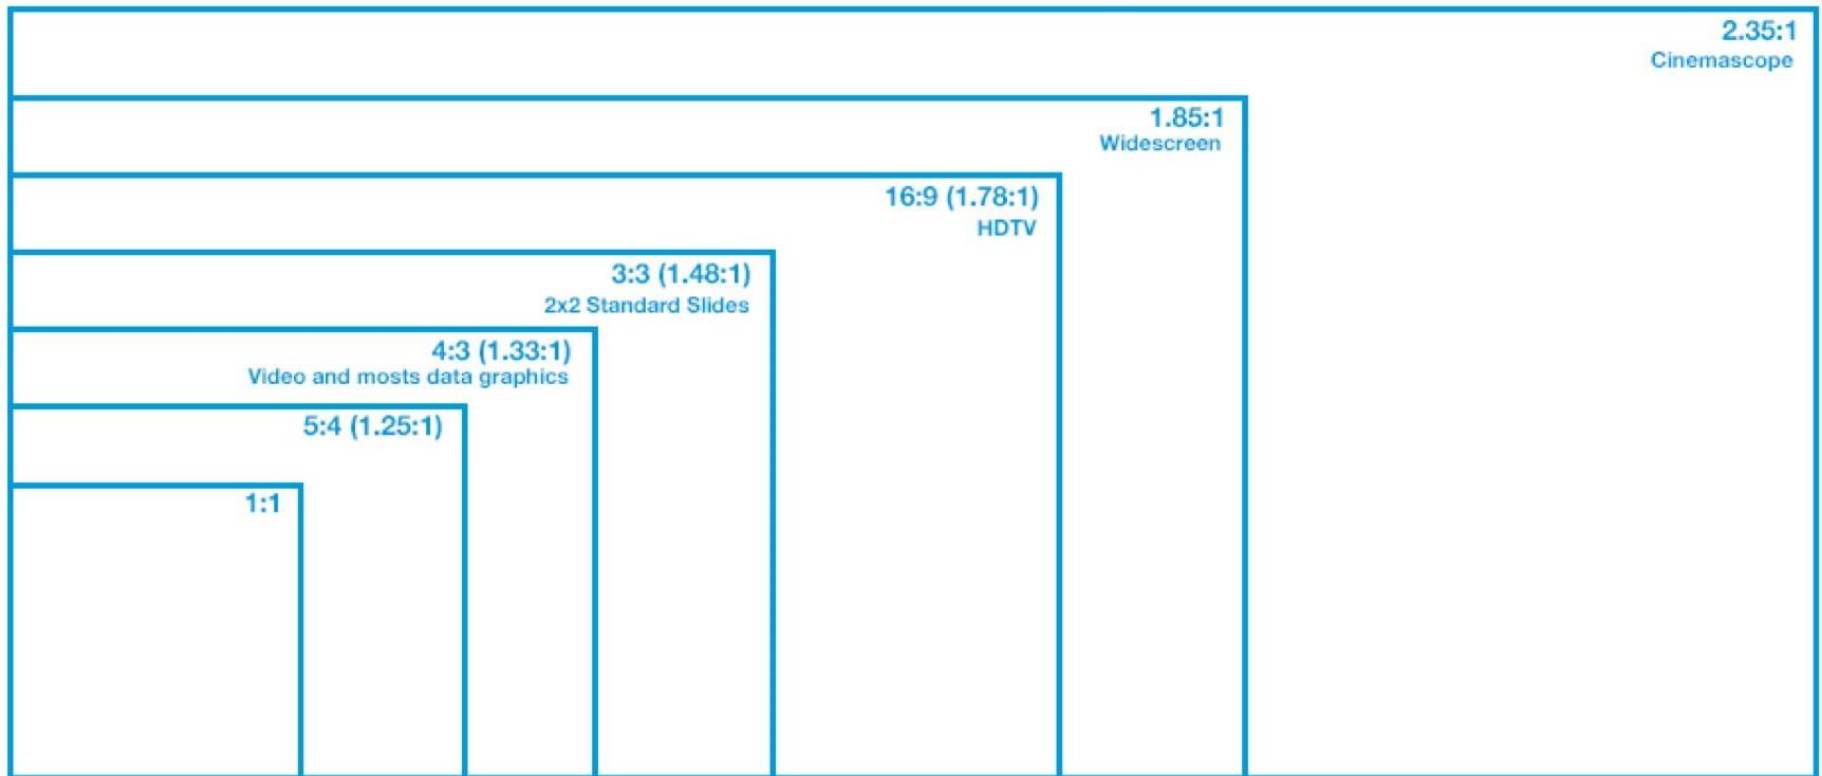 2.35:1
Cinemascope
1.85:1
Widescreen
16:9 (1.78:1)
HDTV
3:3 (1.48:1)
2x2 Standard Slides
4:3 (1.33:1)
Video and mosts data graphics
5:4 (1.25:1)
1:1